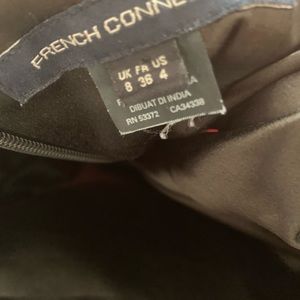 FRENCH CONNE
UK FR US
8 36 4
DIBUAT DI INDIA
RN 53372 CA34338